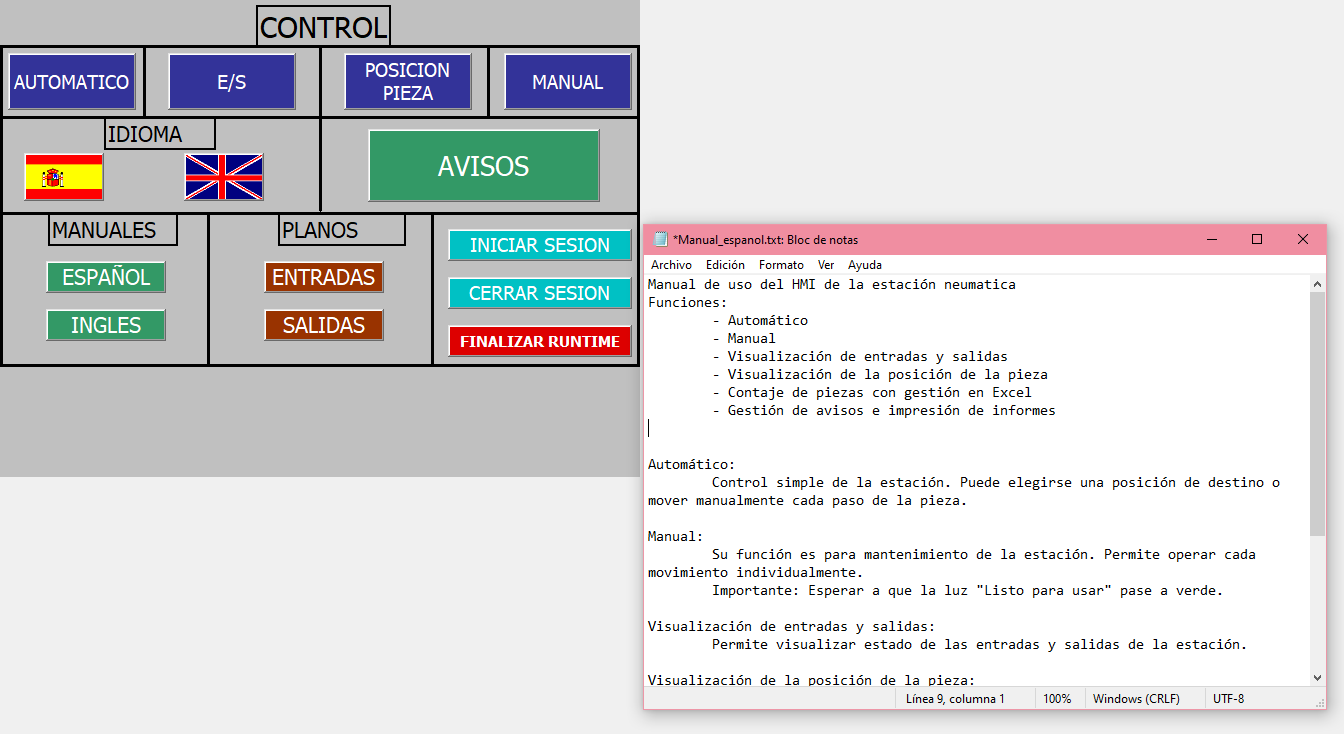 CONTROL
AUTOMATICO
E/S
POSICION
PIEZA
MANUAL
IDIOMA
AVISOS
MANUALES
ESPAÑOL
INGLES
PLANOS
ENTRADAS
SALIDAS
INICIAR SESION
CERRAR SESION
FINALIZAR RUNTIME
*Manual_espanol.txt: Bloc de notas
Archivo Edición Formato Ver Ayuda
Manual de uso del HMI de la estación neumatica
Funciones:
- Automático
- Manual
- Visualización de entradas y salidas
- Visualización de la posición de la pieza
- Contaje de piezas con gestión en Excel
- Gestión de avisos e impresión de informes
Automático:
Control simple de la estación. Puede elegirse una posición de destino o
mover manualmente cada paso de la pieza.
Manual:
Su función es para mantenimiento de la estación. Permite operar cada
movimiento individualmente.
Importante: Esperar a que la luz "Listo para usar" pase a verde.
Visualización de entradas y salidas:
Permite visualizar estado de las entradas y salidas de la estación.
Visualización de la posición de la pieza:
Línea 9, columna 1 100% Windows (CRLF) UTF-8